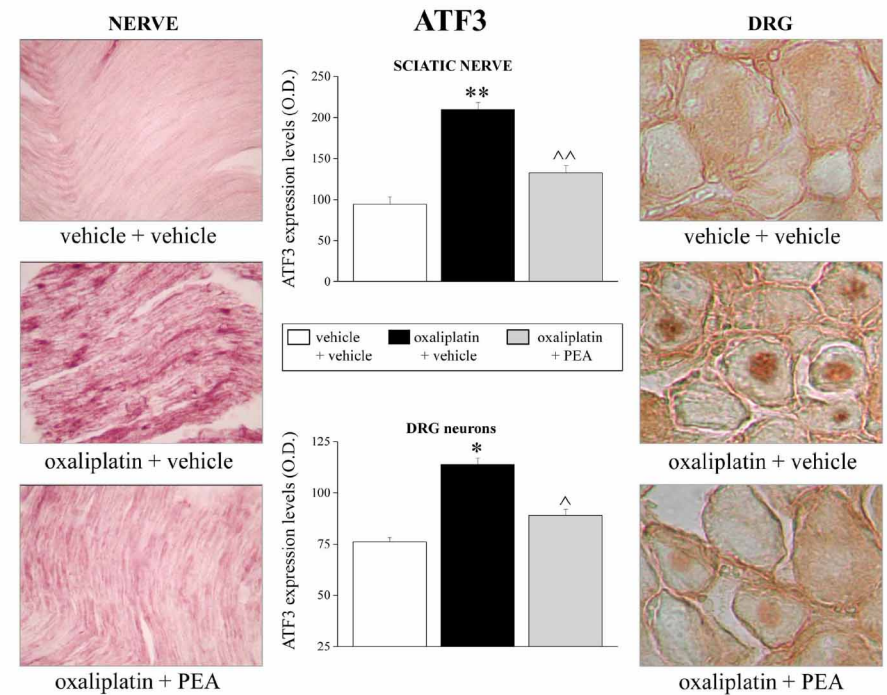 NERVE
ATF3
DRG
SCIATIC NERVE
ATF3 expression levels (O.D.)
250
200
150
100
50
0
**
^^
vehicle + vehicle
vehicle + vehicle
vehicle
+ vehicle
oxaliplatin
+ vehicle
oxaliplatin
+ PEA
oxaliplatin + vehicle
oxaliplatin + vehicle
DRG neurons
ATF3 expression levels (O.D.)
125
100
75
50
25
*
^
oxaliplatin + PEA
oxaliplatin + PEA